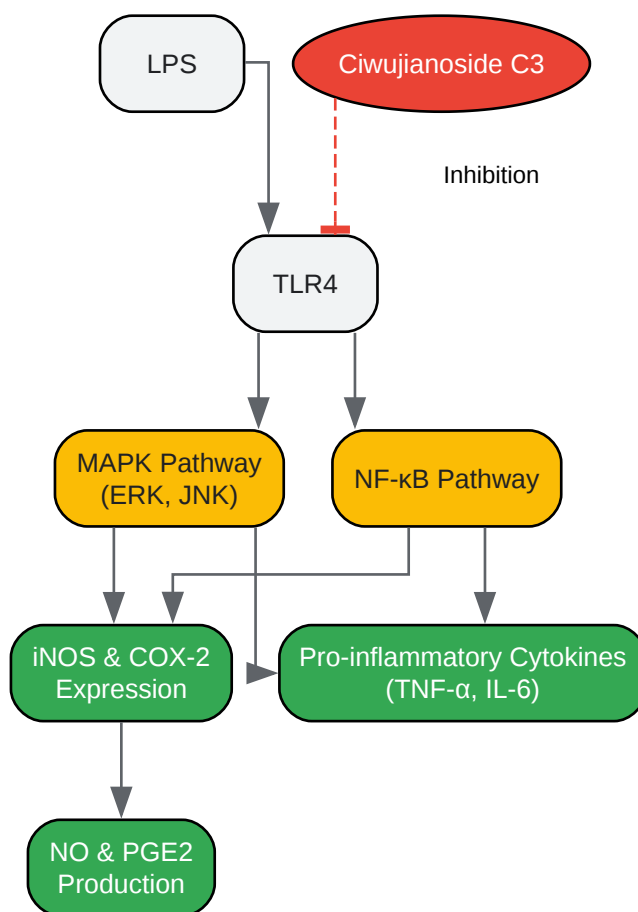 LPS
Ciwujianoside C3
Inhibition
TLR4
MAPK Pathway
(ERK, JNK)
NF-κB Pathway
iNOS & COX-2
Expression
Pro-inflammatory Cytokines
(TNF-α, IL-6)
NO & PGE2
Production